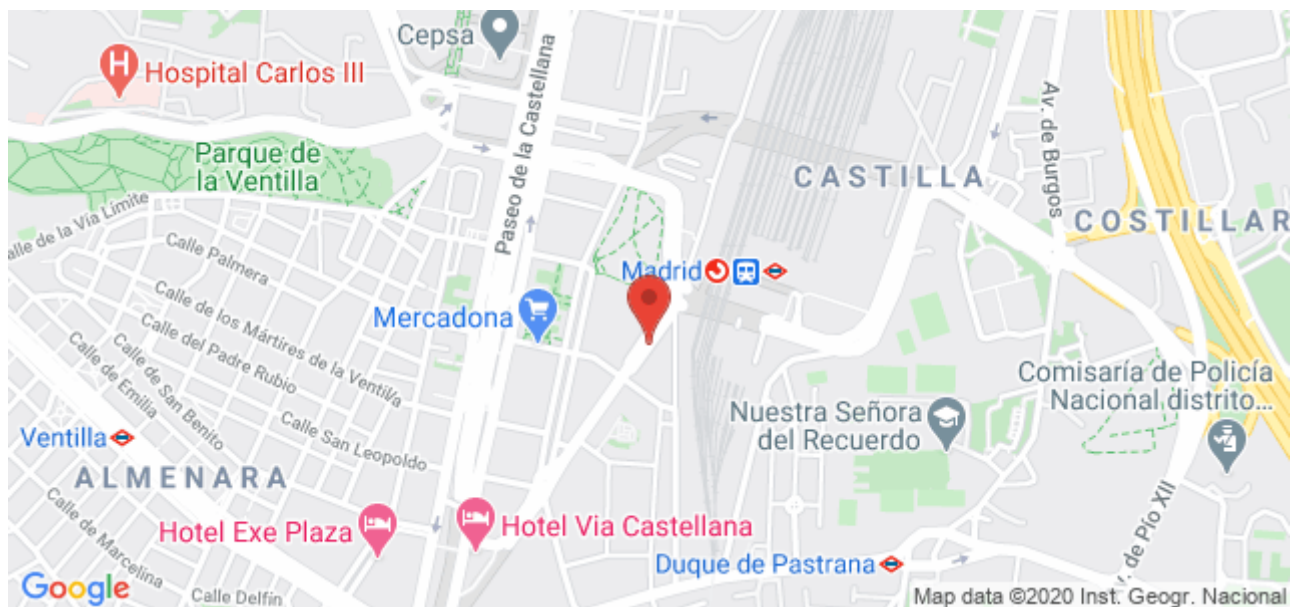 Cepsa
Hospital Carlos III
Paseo de la Castellana
Av. de Burgos
Parque de
la Ventilla
CASTILLA
COSTILLAR
Calle de la Vía Límite
Calle Palmera
Madrid
Calle de los Mártires de la Ventilla
Mercadona
Calle del Padre Rubio
Calle de Emilia
Calle de San Benito
Calle San Leopoldo
Comisaría de Policía
Nacional distrito...
Nuestra Señora
del Recuerdo
Ventilla
ALMENARA
Hotel Exe Plaza
Hotel Via Castellana
Calle de Marcelina
Duque de Pastrana
. de Pío XII
Google
Calle Delfín
Map data ©2020 Inst. Geogr. Nacional